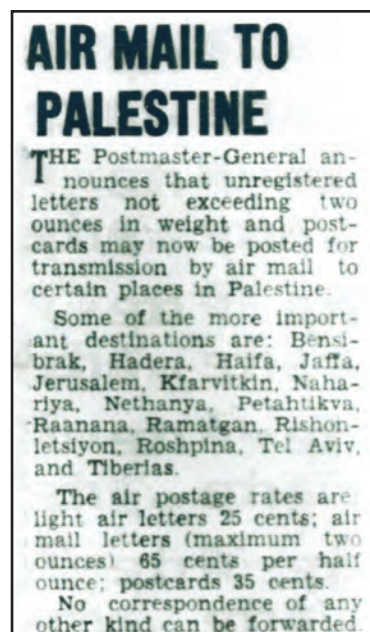 AIR MAIL TO
PALESTINE
THE Postmaster-General an-
nounces that unregistered
letters not exceeding two
ounces in weight and post-
cards may now be posted for
transmission by air mail to
certain places in Palestine.
Some of the more import-
ant destinations are: Bensi-
brak, Hadera, Haifa, Jaffa,
Jerusalem, Kfarvitkin, Naha-
riya, Nethanya, Petahtikva,
Raanana, Ramatgan, Rishon-
letsiyon, Roshpina, Tel Aviv,
and Tiberias.
The air postage rates are
light air letters 25 cents; air
mail letters (maximum two
ounces) 65 cents per half
ounce; postcards 35 cents.
No correspondence of any
other kind can be forwarded.